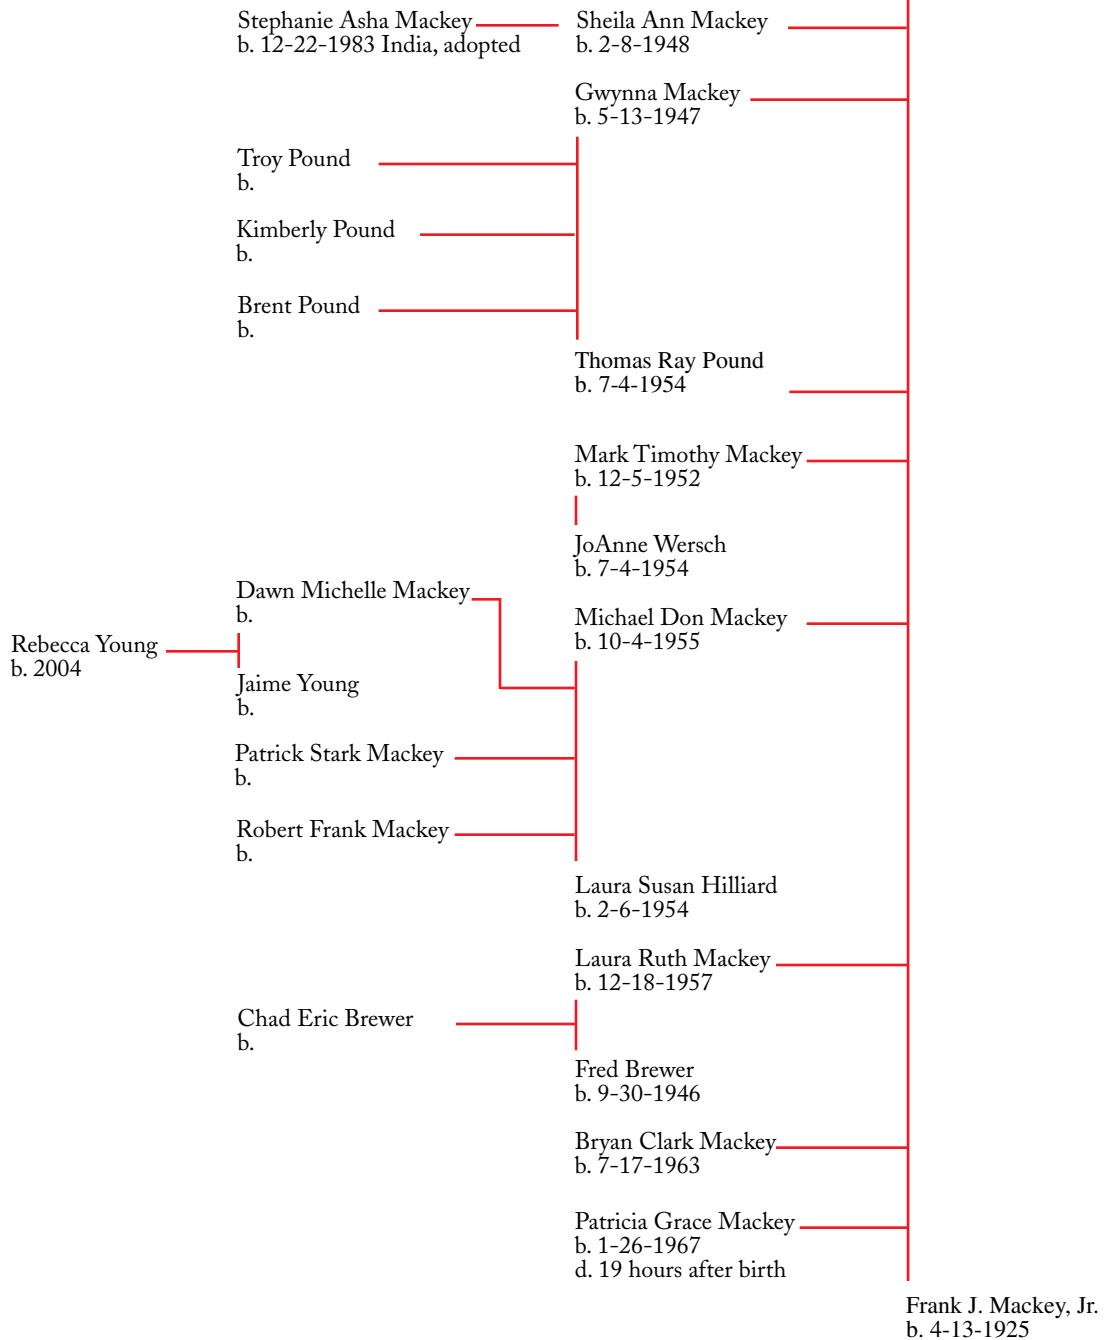 Stephanie Asha Mackey
b. 12-22-1983 India, adopted
Sheila Ann Mackey
b. 2-8-1948
Gwynna Mackey
b. 5-13-1947
Troy Pound
b.
Kimberly Pound
b.
Brent Pound
b.
Thomas Ray Pound
b. 7-4-1954
Mark Timothy Mackey
b. 12-5-1952
JoAnne Wersch
b. 7-4-1954
Dawn Michelle Mackey
b.
Michael Don Mackey
b. 10-4-1955
Rebecca Young
b. 2004
Jaime Young
b.
Patrick Stark Mackey
b.
Robert Frank Mackey
b.
Laura Susan Hilliard
b. 2-6-1954
Laura Ruth Mackey
b. 12-18-1957
Chad Eric Brewer
b.
Fred Brewer
b. 9-30-1946
Bryan Clark Mackey
b. 7-17-1963
Patricia Grace Mackey
b. 1-26-1967
d. 19 hours after birth
Frank J. Mackey, Jr.
b. 4-13-1925